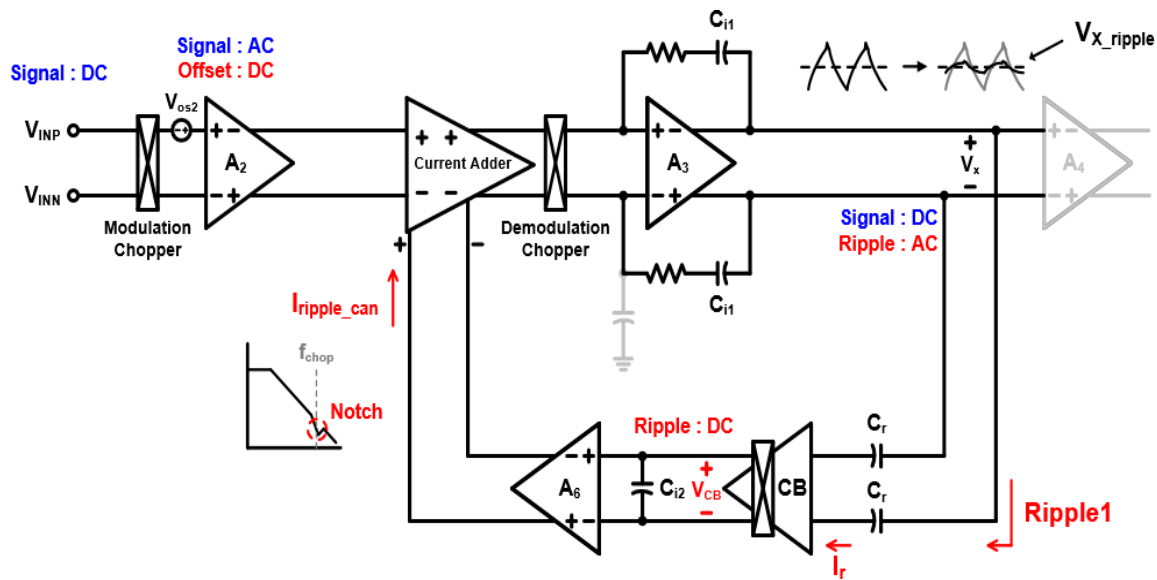 Signal : DC
Signal : AC
Offset : DC
Vos2
VINP
VINN
A2
Modulation
Chopper
Current Adder
Demodulation
Chopper
Ci1
A3
Ci1
VX_ripple
Vx
A4
Signal : DC
Ripple : AC
Iripple_can
fchop
Notch
A6
Ci2
Ripple : DC
VCB
CB
Cr
Cr
Ir
Ripple1